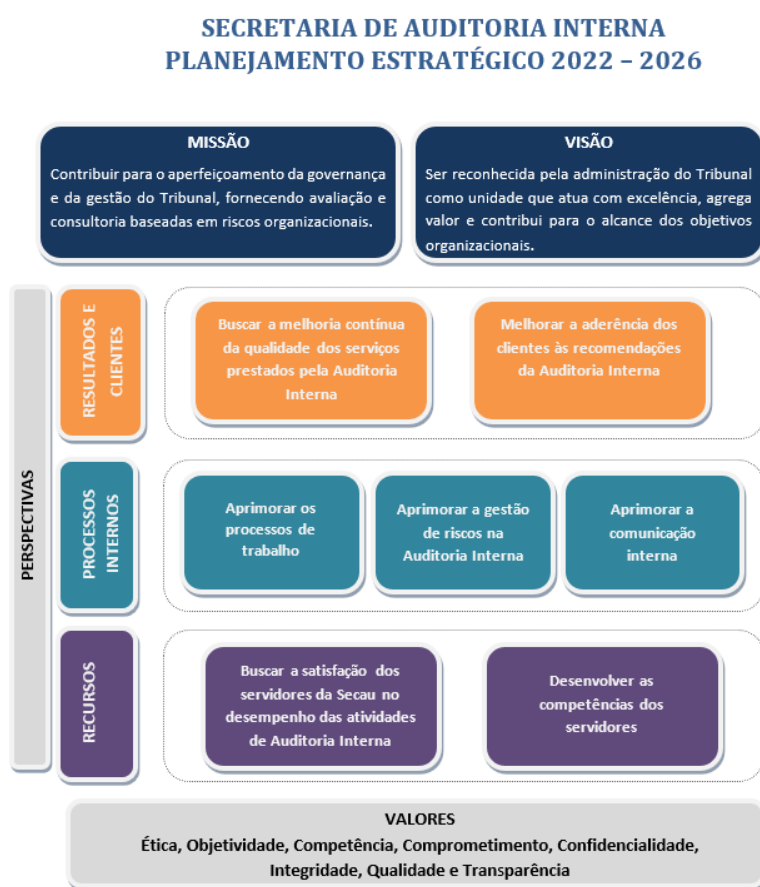 SECRETARIA DE AUDITORIA INTERNA
PLANEJAMENTO ESTRATÉGICO 2022 – 2026
MISSÃO
Contribuir para o aperfeiçoamento da governança
e da gestão do Tribunal, fornecendo avaliação e
consultoria baseadas em riscos organizacionais.
VISÃO
Ser reconhecida pela administração do Tribunal
como unidade que atua com excelência, agrega
valor e contribui para o alcance dos objetivos
organizacionais.
PERSPECTIVAS
RESULTADOS E
CLIENTES
Buscar a melhoria contínua
da qualidade dos serviços
prestados pela Auditoria
Interna
Melhorar a aderência dos
clientes às recomendações
da Auditoria Interna
PROCESSOS
INTERNOS
Aprimorar os
processos de
trabalho
Aprimorar a gestão
de riscos na
Auditoria Interna
Aprimorar a
comunicação
interna
RECURSOS
Buscar a satisfação dos
servidores da Secau no
desempenho das atividades
de Auditoria Interna
Desenvolver as
competências dos
servidores
VALORES
Ética, Objetividade, Competência, Comprometimento, Confidencialidade,
Integridade, Qualidade e Transparência